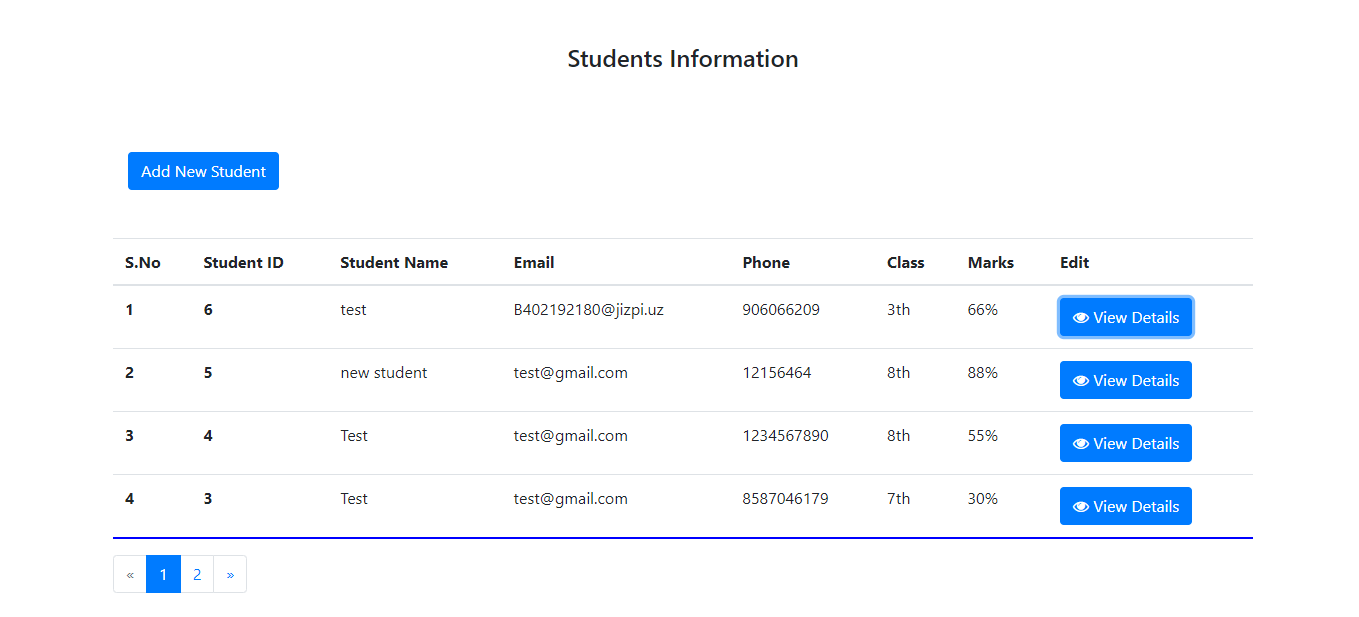 Students Information
Add New Student
S.No Student ID Student Name Email Phone Class Marks Edit
1 6 test B402192180@jizpi.uz 906066209 3th 66% View Details
2 5 new student test@gmail.com 12156464 8th 88% View Details
3 4 Test test@gmail.com 1234567890 8th 55% View Details
4 3 Test test@gmail.com 8587046179 7th 30% View Details
« 1 2 »